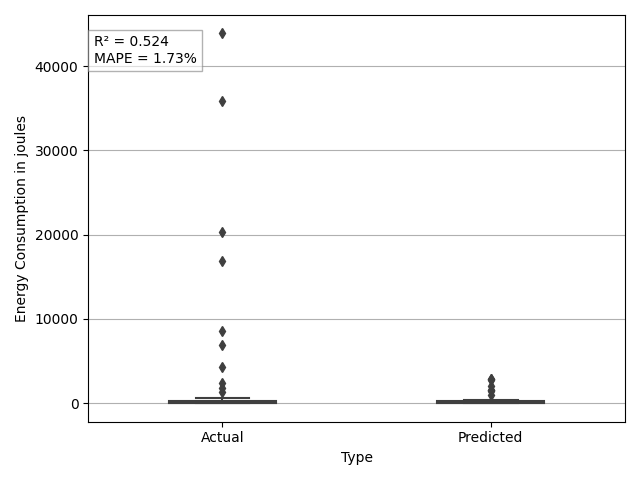 R² = 0.524
MAPE = 1.73%
40000
30000
20000
10000
0
Energy Consumption in joules
Actual
Predicted
Type